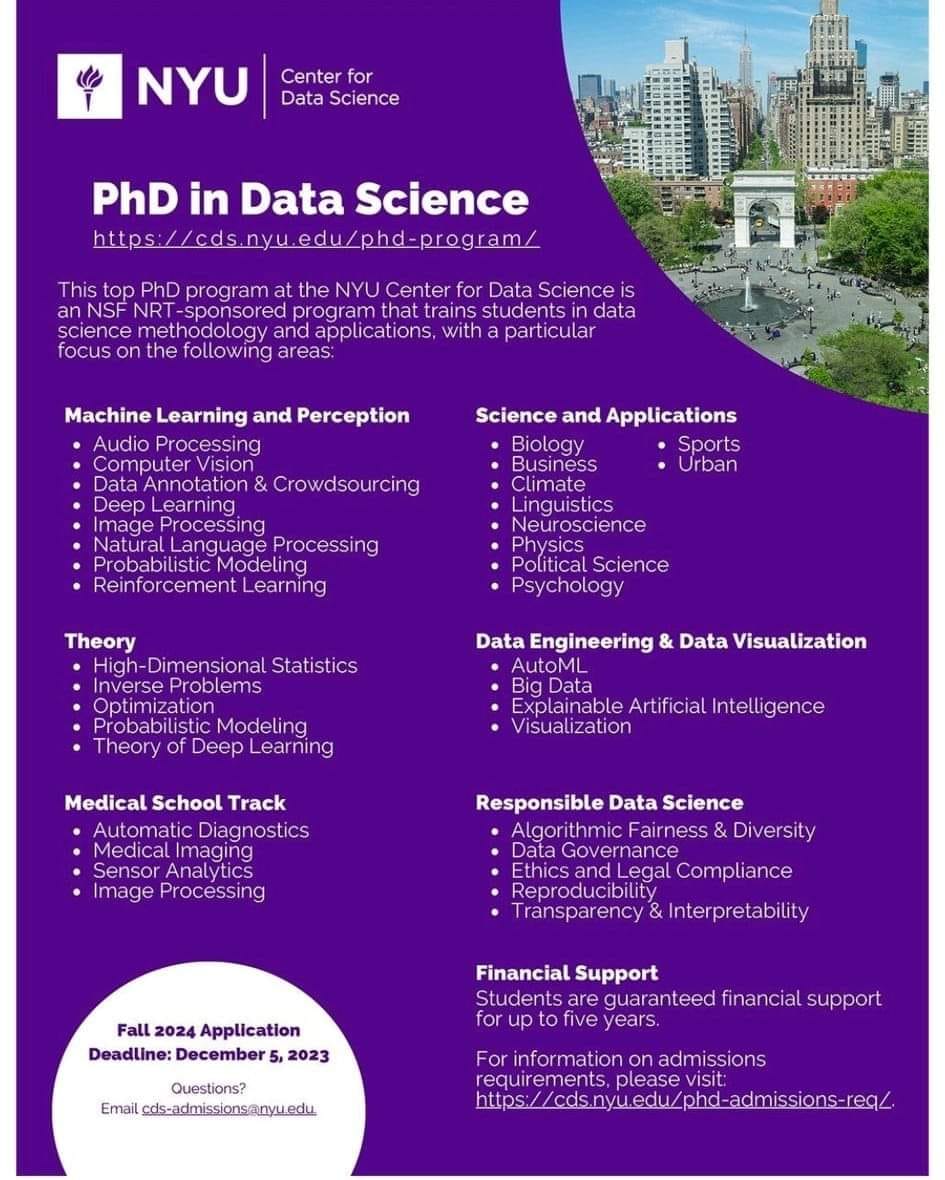 NYU
Center for
Data Science
PhD in Data Science
https://cds.nyu.edu/phd-program/
This top PhD program at the NYU Center for Data Science is
an NSF NRT-sponsored program that trains students in data
science methodology and applications, with a particular
focus on the following areas:
Machine Learning and Perception
• Audio Processing
• Computer Vision
• Data Annotation & Crowdsourcing
• Deep Learning
• Image Processing
• Natural Language Processing
• Probabilistic Modeling
• Reinforcement Learning
Science and Applications
• Biology
• Business
• Climate
• Linguistics
• Neuroscience
• Physics
• Political Science
• Psychology
• Sports
• Urban
Theory
• High-Dimensional Statistics
• Inverse Problems
• Optimization
• Probabilistic Modeling
• Theory of Deep Learning
Data Engineering & Data Visualization
• AutoML
• Big Data
• Explainable Artificial Intelligence
• Visualization
Medical School Track
• Automatic Diagnostics
• Medical Imaging
• Sensor Analytics
• Image Processing
Responsible Data Science
• Algorithmic Fairness & Diversity
• Data Governance
• Ethics and Legal Compliance
• Reproducibility
• Transparency & Interpretability
Financial Support
Students are guaranteed financial support
for up to five years.
For information on admissions
requirements, please visit:
https://cds.nyu.edu/phd-admissions-req/.
Fall 2024 Application
Deadline: December 5, 2023
Questions?
Email cds-admissions@nyu.edu.